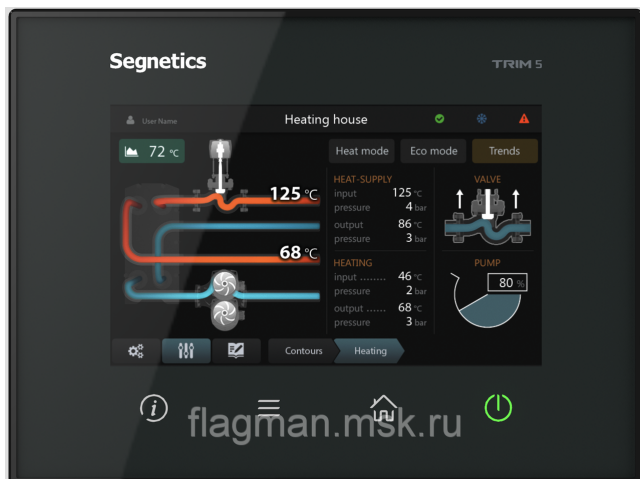 Segnetics
TRIM 5
User Name
Heating house
72 °C
Heat mode
Eco mode
Trends
125 °C
68 °C
HEAT-SUPPLY
input 125 °C
pressure 4 bar
output 86 °C
pressure 3 bar
HEATING
input ........ 46 °C
pressure 2 bar
output ...... 68 °C
pressure 3 bar
VALVE
PUMP
80 %
Contours
Heating
flagman.msk.ru